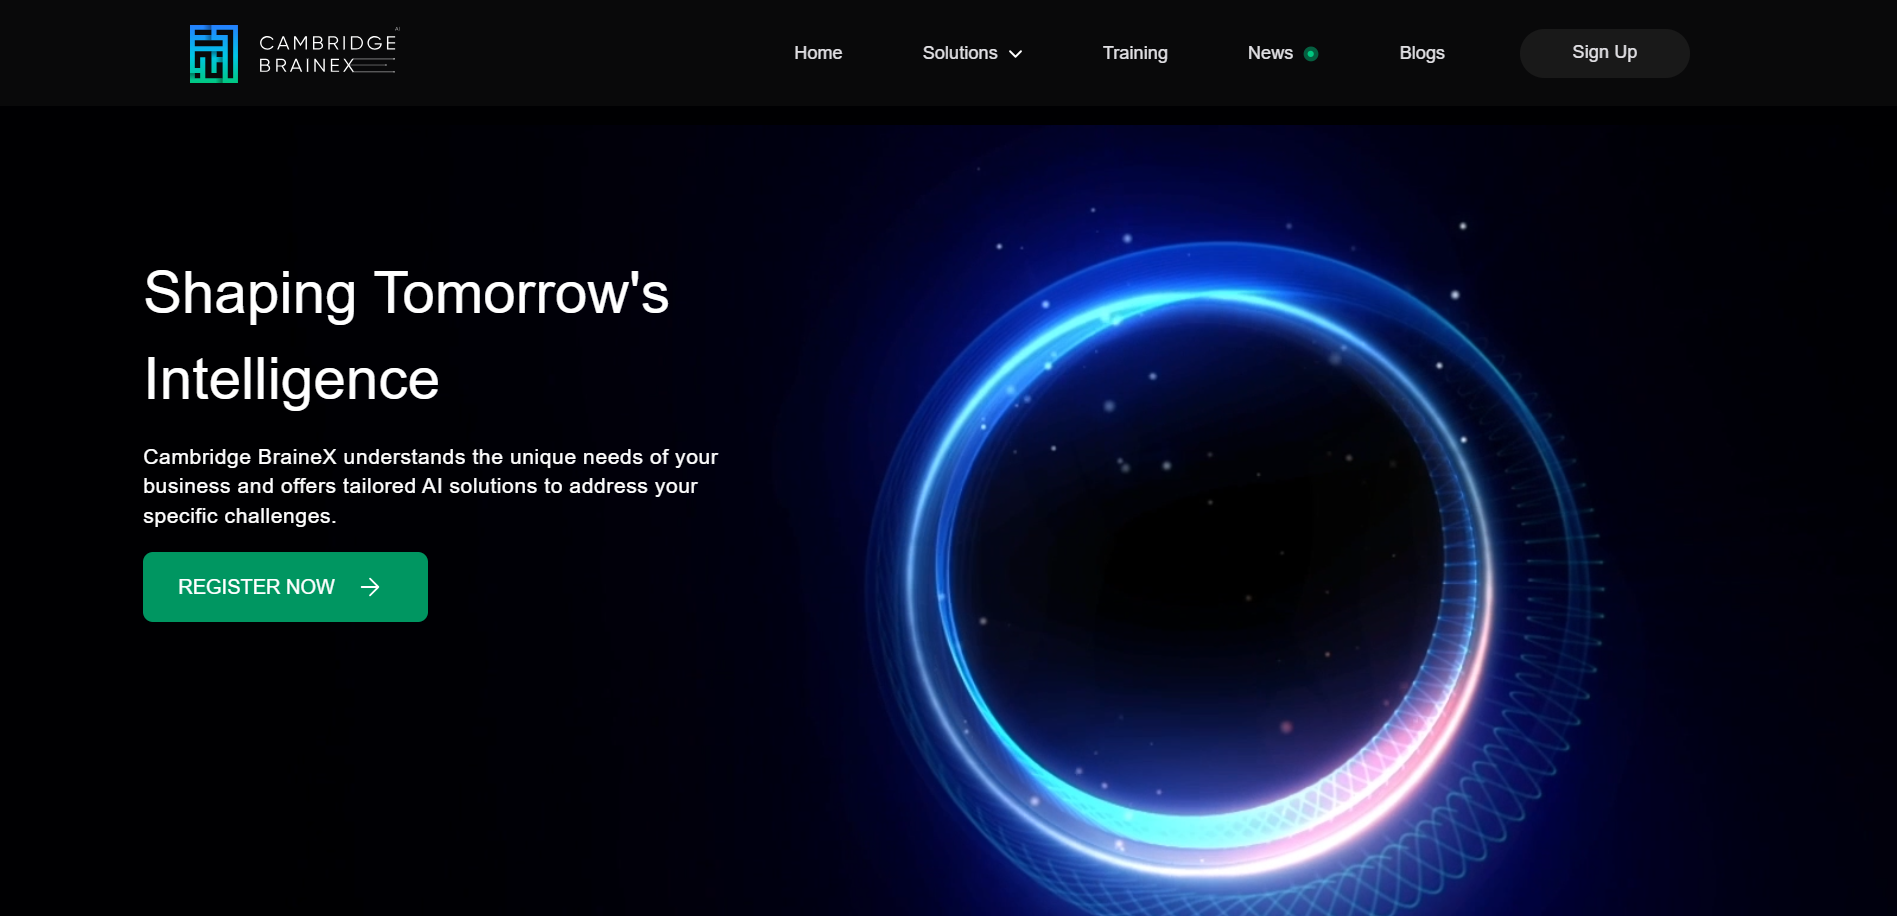 CAMBRIDGE AI
BRAINEX
Home Solutions Training News Blogs Sign Up
Shaping Tomorrow's
Intelligence
Cambridge BraineX understands the unique needs of your
business and offers tailored AI solutions to address your
specific challenges.
REGISTER NOW